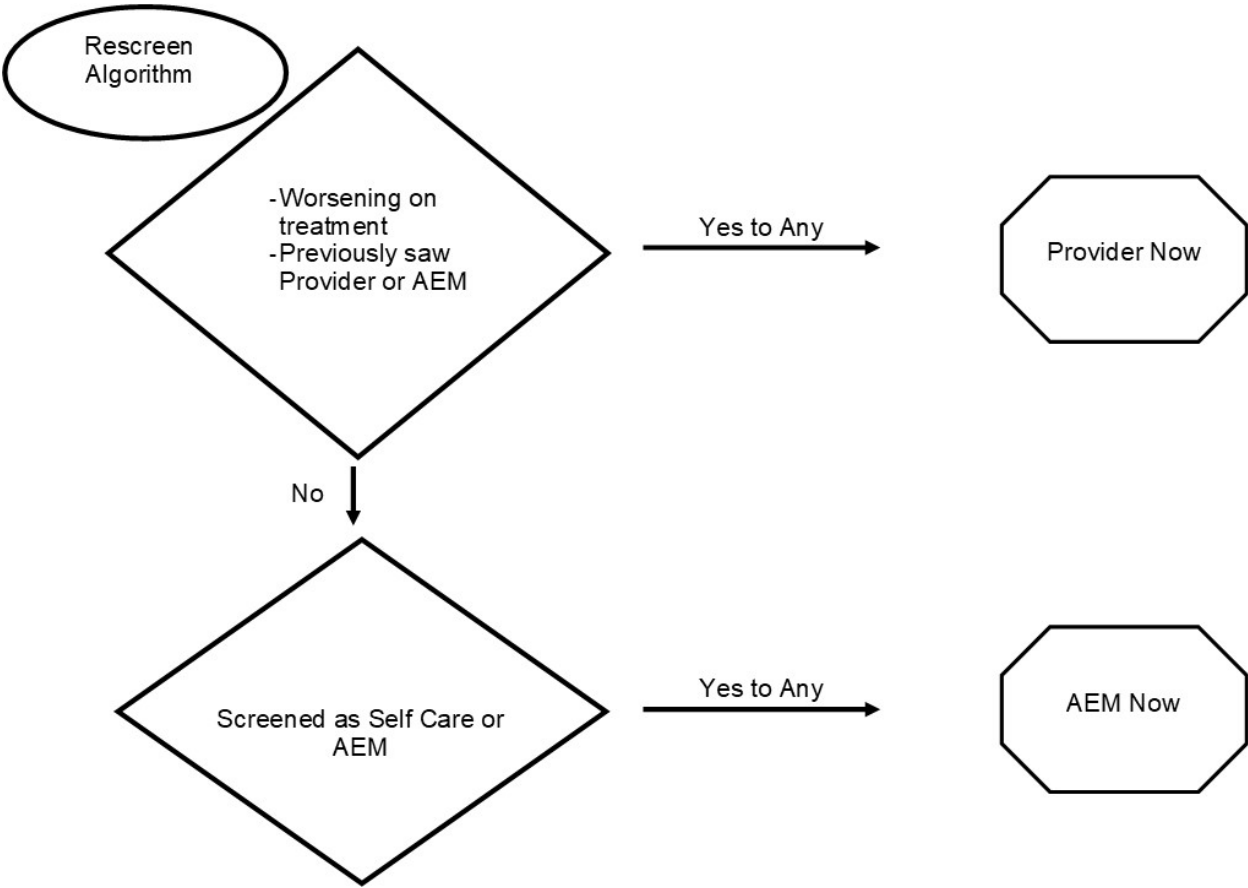 Rescreen
Algorithm
-Worsening on
treatment
-Previously saw
Provider or AEM
Yes to Any
Provider Now
No
Screened as Self Care or
AEM
Yes to Any
AEM Now